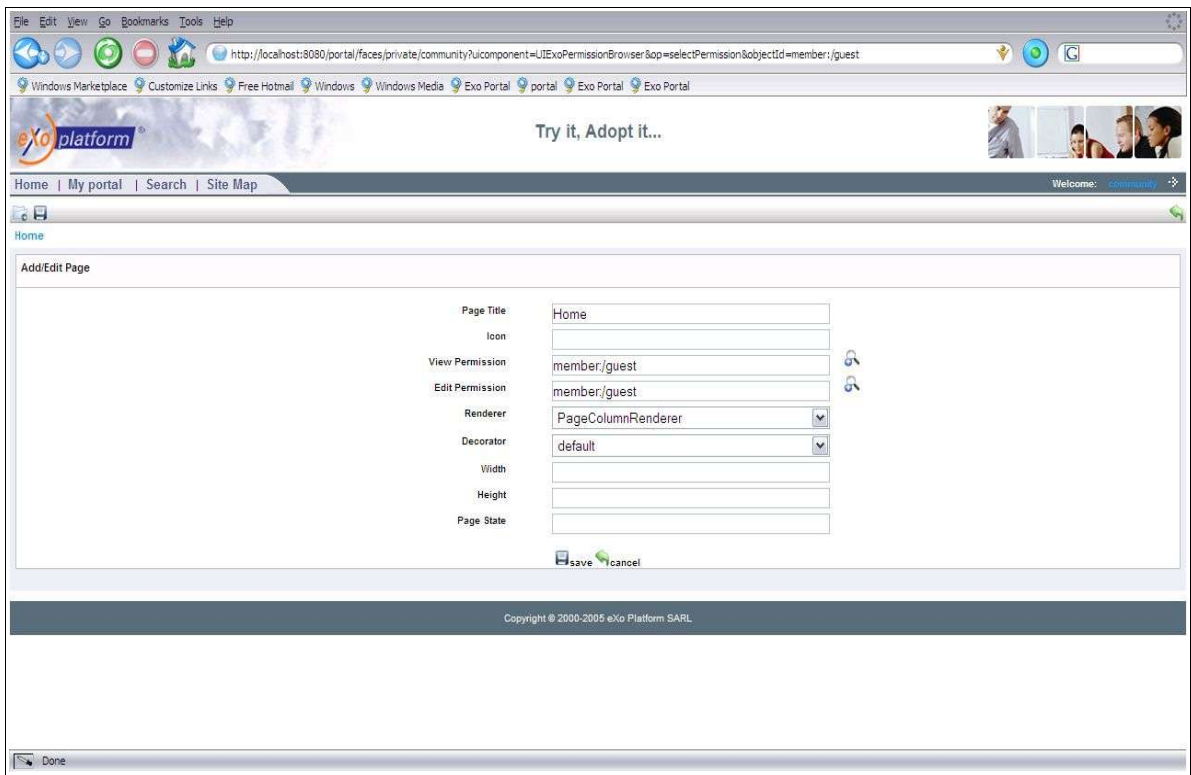 File Edit View Go Bookmarks Tools Help
http://localhost:8080/portal/faces/private/community?uicomponent=UIExoPermissionBrowser&op=selectPermission&objectId=member:/guest
G
Windows Marketplace Customize Links Free Hotmail Windows Windows Media Exo Portal portal Exo Portal Exo Portal
eXo platform ®
Try it, Adopt it...
Home | My portal | Search | Site Map
Welcome: community
Home
Add/Edit Page
Page Title Home
Icon
View Permission member:/guest
Edit Permission member:/guest
Renderer PageColumnRenderer
Decorator default
Width
Height
Page State
save cancel
Copyright © 2000-2005 eXo Platform SARL
Done